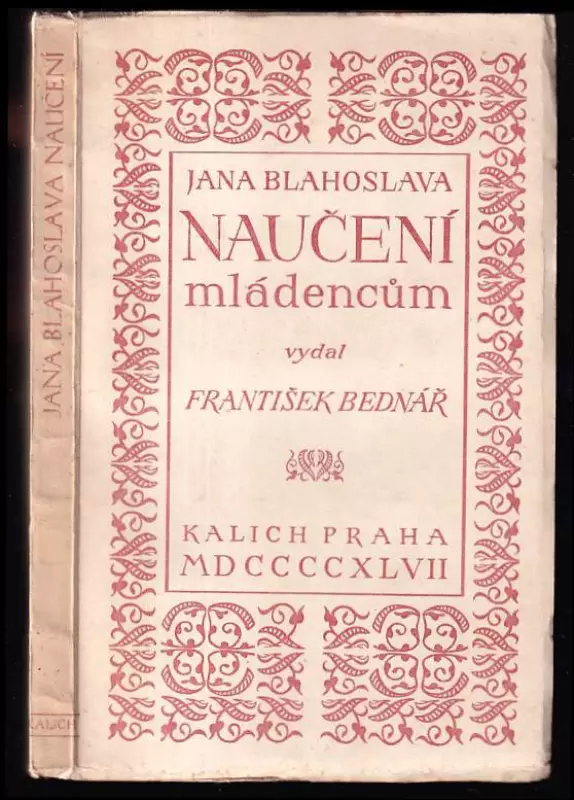 JANA BLAHOSLAVA NAUČENÍ
KALICH
JANA BLAHOSLAVA
NAUČENÍ
mládencům
vydal
FRANTIŠEK BEDNÁŘ
KALICH PRAHA
MDCCCCXLVII